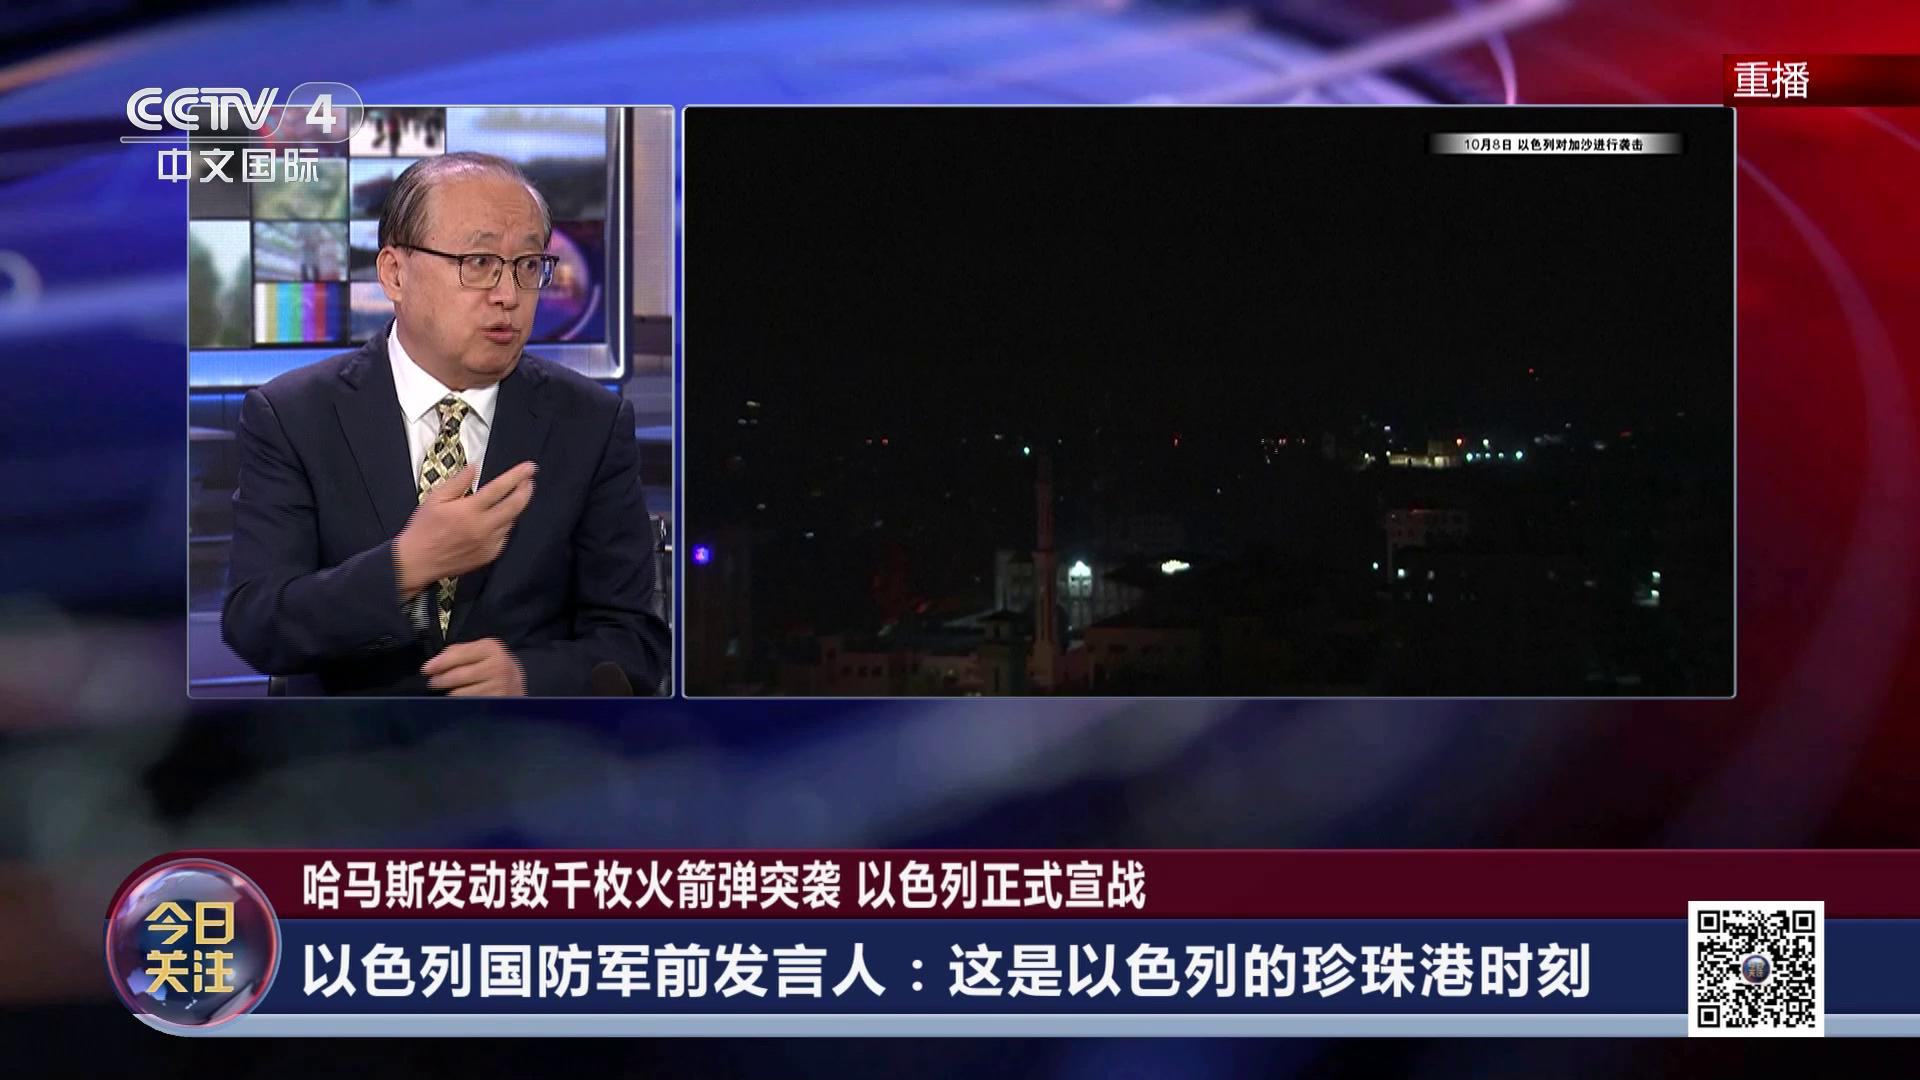 CCTV 4
中文国际
重播
10月8日 以色列对加沙进行袭击
哈马斯发动数千枚火箭弹突袭 以色列正式宣战
今日
关注
以色列国防军前发言人：这是以色列的珍珠港时刻